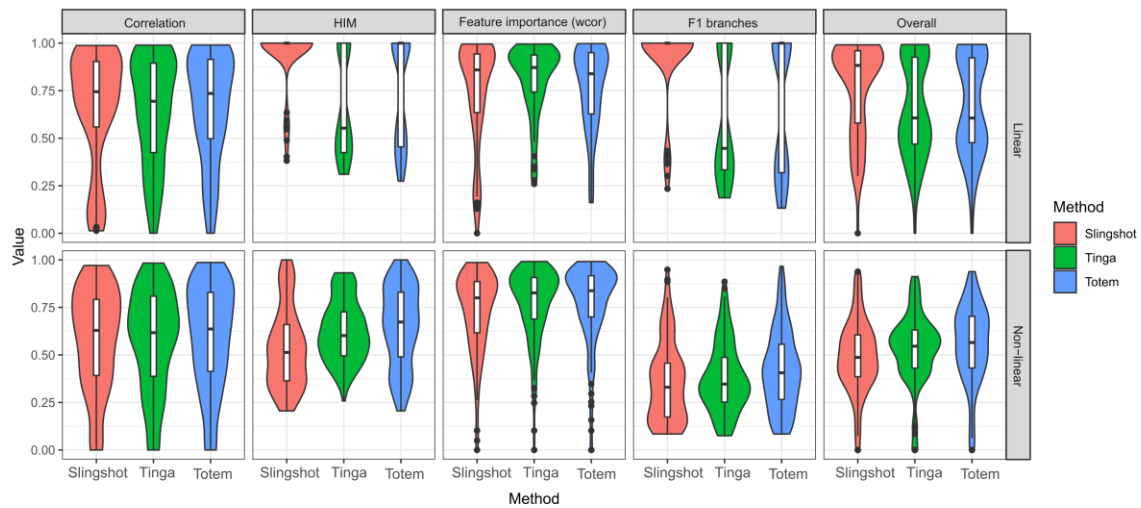 Correlation
HIM
Feature importance (wcor)
F1 branches
Overall
1.00
0.75
0.50
0.25
0.00
Linear
1.00
0.75
0.50
0.25
0.00
Non−linear
Value
Slingshot Tinga Totem
Slingshot Tinga Totem
Slingshot Tinga Totem
Slingshot Tinga Totem
Slingshot Tinga Totem
Method
Method
Slingshot
Tinga
Totem